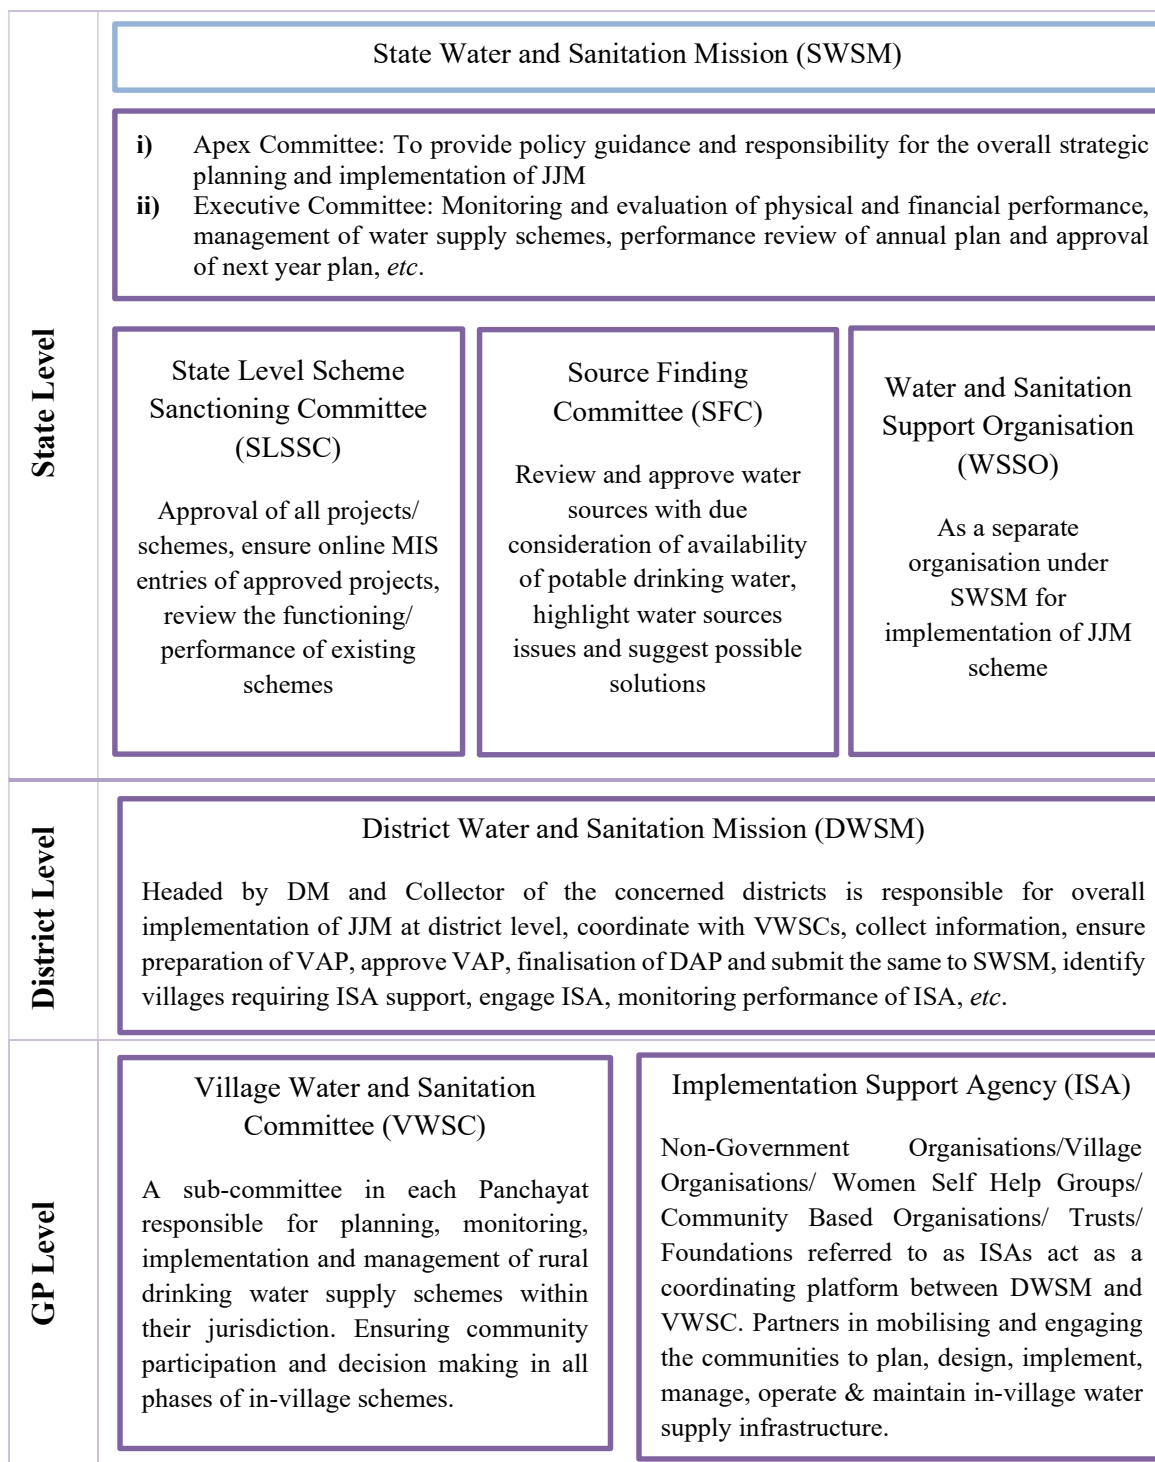 State Level
State Water and Sanitation Mission (SWSM)
i) Apex Committee: To provide policy guidance and responsibility for the overall strategic
planning and implementation of JJM
ii) Executive Committee: Monitoring and evaluation of physical and financial performance,
management of water supply schemes, performance review of annual plan and approval
of next year plan, etc.
State Level Scheme
Sanctioning Committee
(SLSSC)
Approval of all projects/
schemes, ensure online MIS
entries of approved projects,
review the functioning/
performance of existing
schemes
Source Finding
Committee (SFC)
Review and approve water
sources with due
consideration of availability
of potable drinking water,
highlight water sources
issues and suggest possible
solutions
Water and Sanitation
Support Organisation
(WSSO)
As a separate
organisation under
SWSM for
implementation of JJM
scheme
District Level
District Water and Sanitation Mission (DWSM)
Headed by DM and Collector of the concerned districts is responsible for overall
implementation of JJM at district level, coordinate with VWSCs, collect information, ensure
preparation of VAP, approve VAP, finalisation of DAP and submit the same to SWSM, identify
villages requiring ISA support, engage ISA, monitoring performance of ISA, etc.
GP Level
Village Water and Sanitation
Committee (VWSC)
A sub-committee in each Panchayat
responsible for planning, monitoring,
implementation and management of rural
drinking water supply schemes within
their jurisdiction. Ensuring community
participation and decision making in all
phases of in-village schemes.
Implementation Support Agency (ISA)
Non-Government Organisations/Village
Organisations/ Women Self Help Groups/
Community Based Organisations/ Trusts/
Foundations referred to as ISAs act as a
coordinating platform between DWSM and
VWSC. Partners in mobilising and engaging
the communities to plan, design, implement,
manage, operate & maintain in-village water
supply infrastructure.